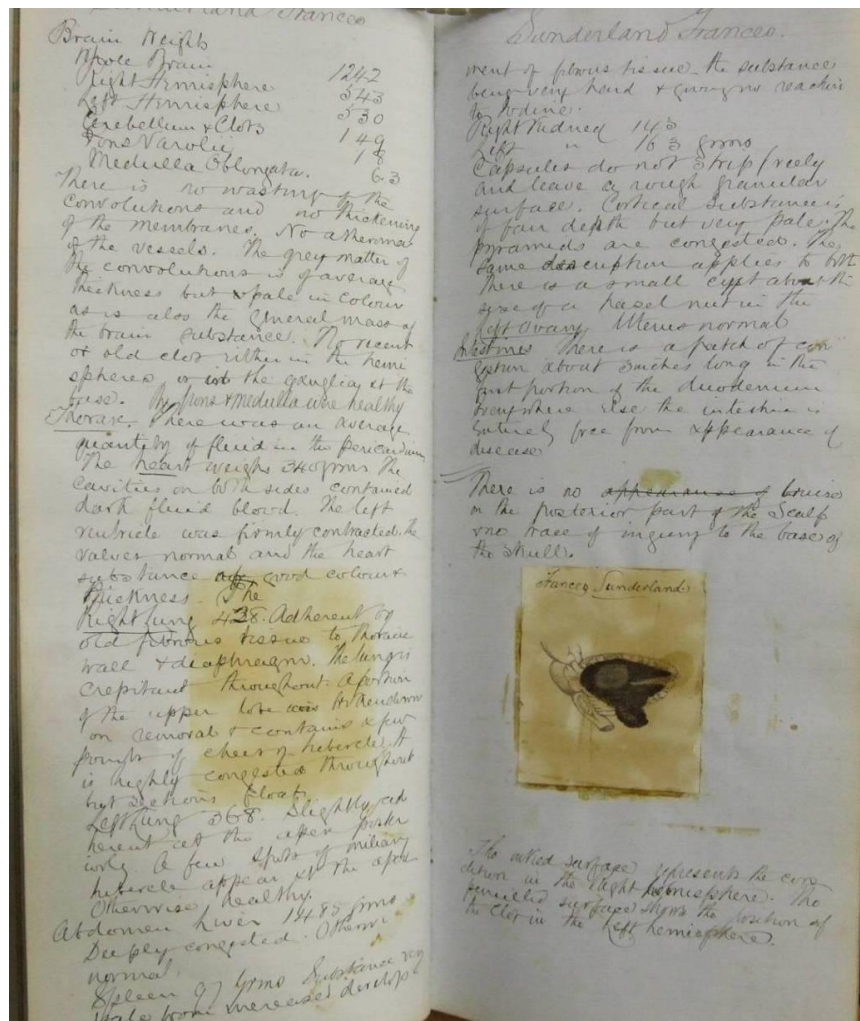 Sunderland Frances
Brain Weights
Whole Brain 1242
Right Hemisphere 543
Left Hemisphere 530
Cerebellum & Clots 149
Pons Varolii 18
Medulla Oblongata. 6.3
There is no wasting of the
convolutions and no thickening
of the membranes. No atheroma
of the vessels. The grey matter of
the convolutions is of average
thickness but pale in colour
as is also the general mass of
the brain substance. No recent
or old clot either in the hemi
spheres or in the ganglia at the
base. The pons & medulla were healthy
Thorax. There was an average
quantity of fluid in the pericardium
The heart weighs 340 grms The
cavities on both sides contained
dark fluid blood. The left
ventricle was firmly contracted. The
valves normal and the heart
substance good colour &
thickness. The
Right Lung 428. Adherent by
old fibrous tissue to thoracic
wall & diaphragm. The lung is
crepitant throughout. A portion
of the upper lobe was
on removal & contains a few
points of cheesy tubercle. It
is highly congested throughout
but sections float.
Left Lung 368. Slightly ad
herent at the apex poster
iorly A few spots of miliary
tubercle appear at the apex
Otherwise healthy.
Abdomen Liver 1485 grms
Deeply congested. Otherwise
normal.
Spleen 97 grms Substance very
pale from increased develop
Sunderland Frances.
ment of fibrous tissue. the substance
being very hard & giving no reaction
to Iodine.
Right Kidney 143
Left " 163 grms
Capsules do not strip freely
and leave a rough granular
surface. Cortical substance is
of fair depth but very pale. The
pyramids are congested. The
same description applies to both
There is a small cyst about the
size of a hazel nut in the
left ovary. Uterus normal
Intestines There is a patch of con
gestion about 3 inches long in the
first portion of the duodenum
Everywhere else the intestine is
entirely free from appearance of
disease
There is no appearance of bruise
in the posterior part of the scalp
& no trace of injury to the base of
the skull.
Frances Sunderland
The inked surface represents the
down in the Right hemisphere. The
pencilled surface shows the position of
the clot in the left hemisphere.